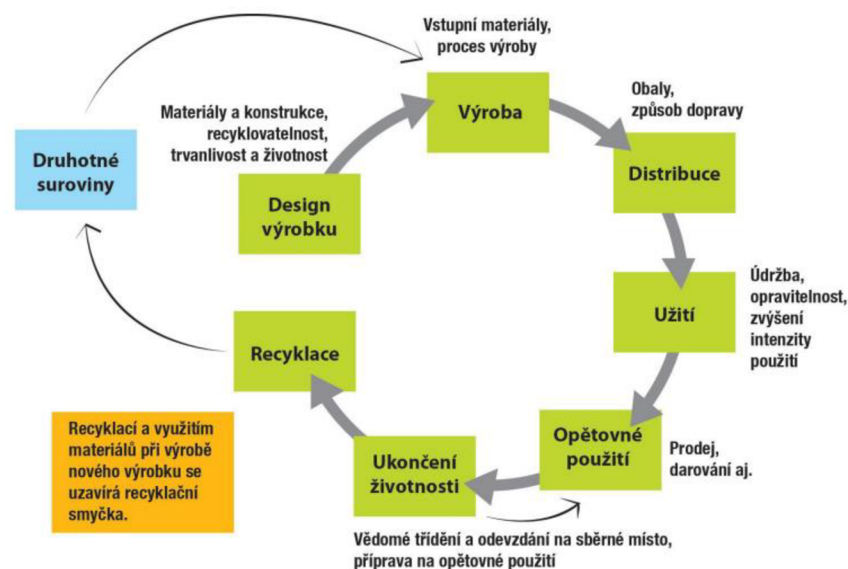 Vstupní materiály,
proces výroby
Výroba
Obaly,
způsob dopravy
Materiály a konstrukce,
recyklovatelnost,
trvanlivost a životnost
Druhotné
suroviny
Distribuce
Design
výrobku
Údržba,
opravitelnost,
zvýšení
intenzity
použití
Užití
Recyklace
Recyklací a využitím
materiálů při výrobě
nového výrobku se
uzavírá recyklační
smyčka.
Opětovné
použití
Prodej,
darování aj.
Ukončení
životnosti
Vědomé třídění a odevzdání na sběrné místo,
příprava na opětovné použití